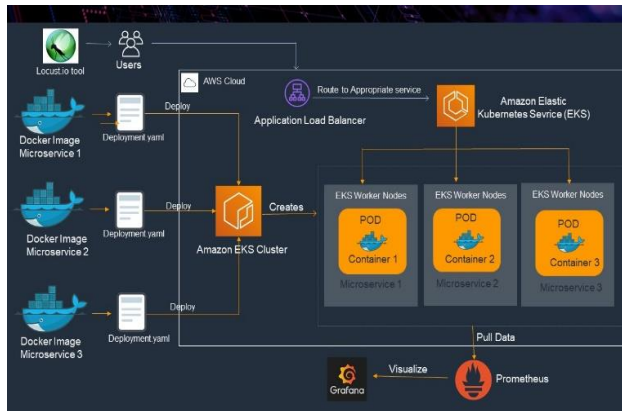 Locust.io tool
Users
AWS Cloud
Route to Appropriate service
Application Load Balancer
Amazon Elastic
Kubernetes Sevrice (EKS)
Docker Image
Microservice 1
Deployment yaml
Deploy
Docker Image
Microservice 2
Deployment yaml
Deploy
Docker Image
Microservice 3
Deployment yaml
Deploy
Amazon EKS Cluster
Creates
EKS Worker Nodes
POD
Container 1
Microservice 1
EKS Worker Nodes
POD
Container 2
Microservice 2
EKS Worker Nodes
POD
Container 3
Microservice 3
Pull Data
Prometheus
Visualize
Grafana